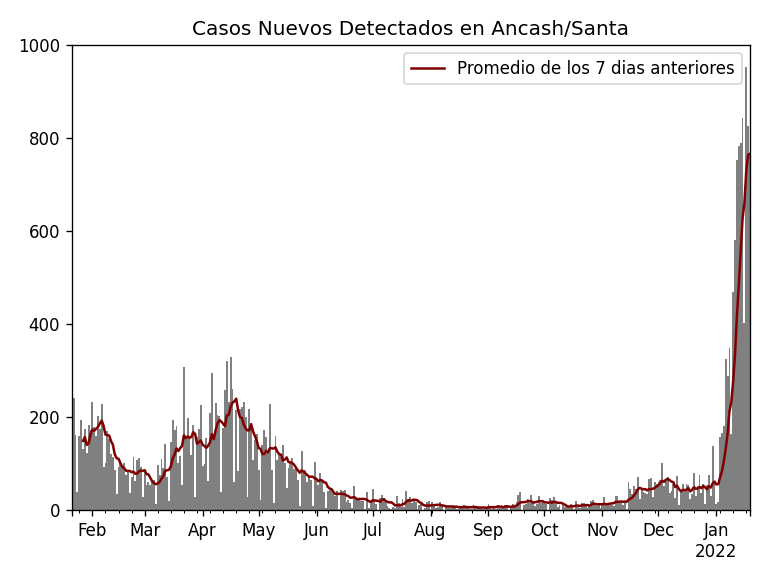 Casos Nuevos Detectados en Ancash/Santa
Promedio de los 7 dias anteriores
1000
800
600
400
200
0
Feb Mar Apr May Jun Jul Aug Sep Oct Nov Dec Jan
2022